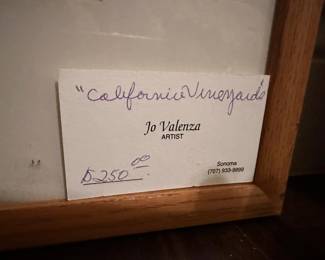 "California Vineyards"
Jo Valenza
ARTIST
$250.00
Sonoma
(707) 933-9899